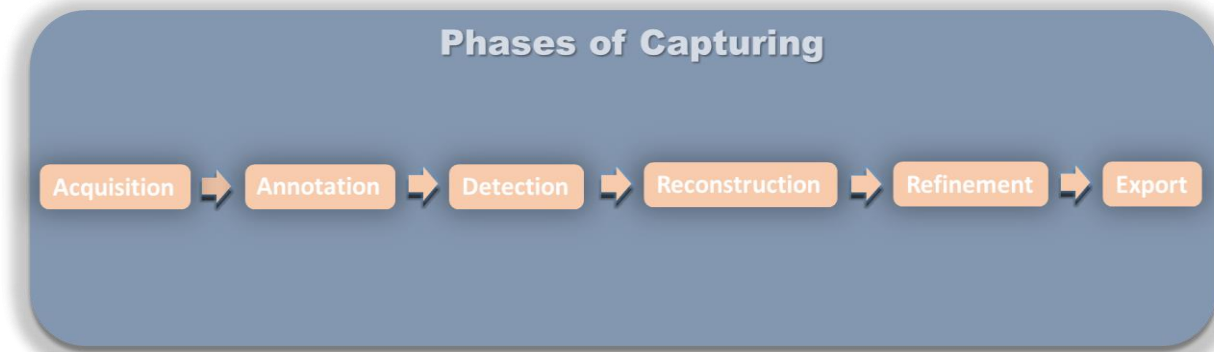 Phases of Capturing
Acquisition
Annotation
Detection
Reconstruction
Refinement
Export